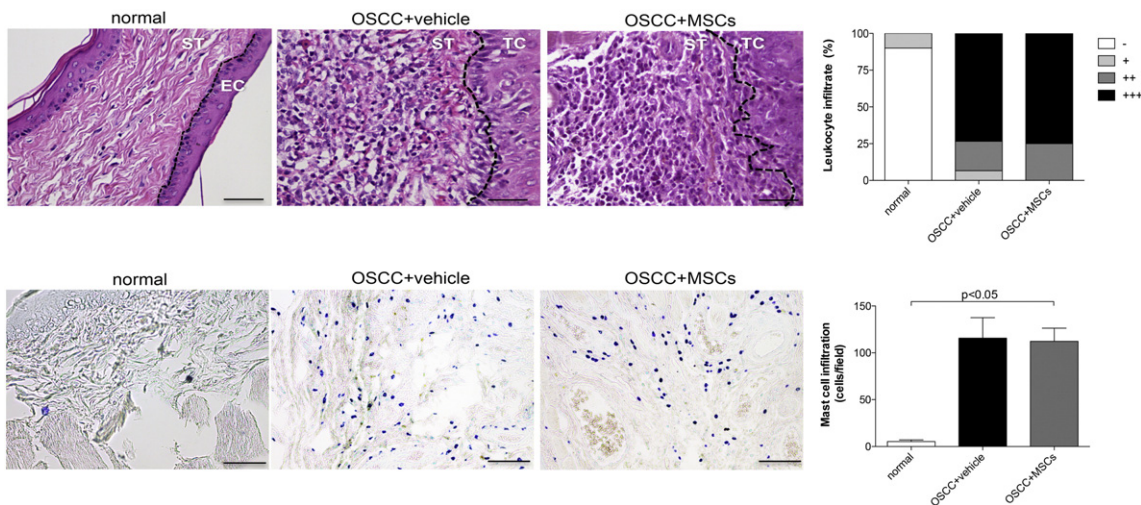 normal
OSCC+vehicle
OSCC+MSCs
ST
EC
ST
TC
ST
TC
Leukocyte infiltrate (%)
100
75
50
25
0
normal
OSCC+vehicle
OSCC+MSCs
-
+
++
+++
normal
OSCC+vehicle
OSCC+MSCs
Mast cell infiltration
(cells/field)
150
100
50
0
p<0.05
normal
OSCC+vehicle
OSCC+MSCs